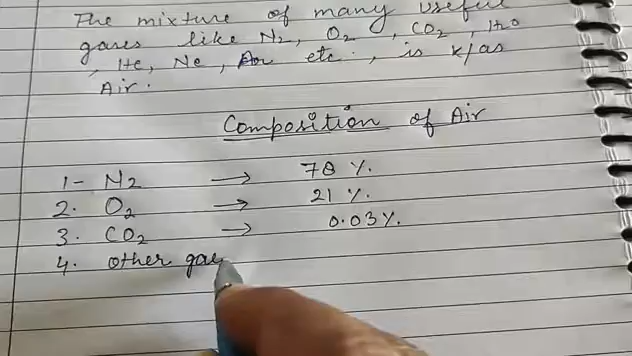 The mixture of many useful
gases like N2, O2, CO2, H2O
, He, Ne, Ar etc., is k/as
Air.
Composition of Air
1- N2 → 78 %.
2. O2 → 21 %.
3. CO2 → 0.03%.
4. other gas